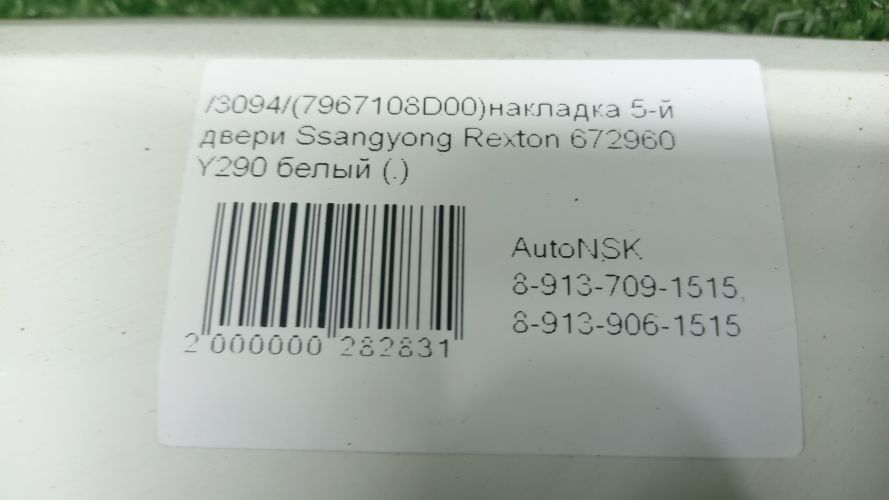 /3094/(7967108D00)накладка 5-й
двери Ssangyong Rexton 672960
Y290 белый (.)
AutoNSK
8-913-709-1515,
8-913-906-1515
2 000000 282831